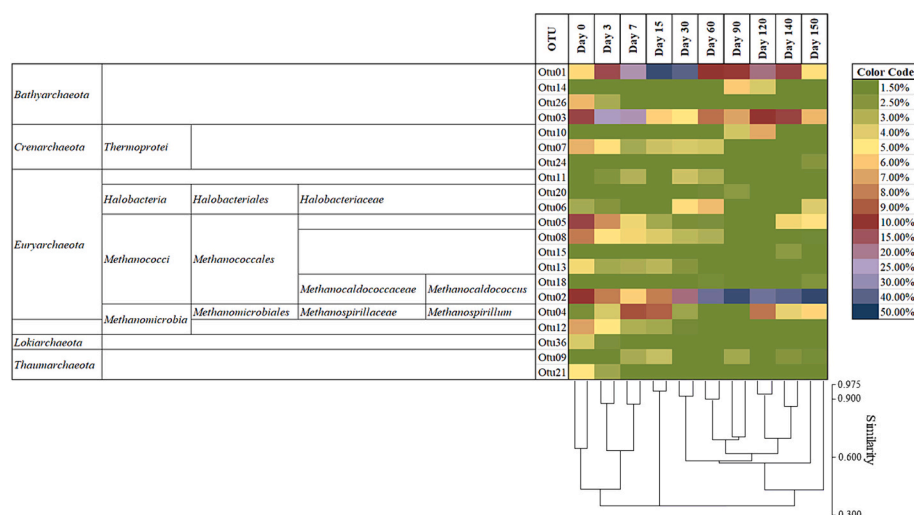 OTU Day 0 Day 3 Day 7 Day 15 Day 30 Day 60 Day 90 Day 120 Day 140 Day 150
Bathyarchaeota Otu01
Otu14
Otu26
Otu03
Crenarchaeota Thermoprotei Otu10
Otu07
Otu24
Euryarchaeota Otu11
Halobacteria Halobacteriales Halobacteriaceae Otu20
Otu06
Methanococci Methanococcales Otu05
Otu08
Otu15
Otu13
Methanocaldococcaceae Methanocaldococcus Otu18
Otu02
Methanomicrobia Methanomicrobiales Methanospirillaceae Methanospirillum Otu04
Otu12
Lokiarchaeota Otu36
Thaumarchaeota Otu09
Otu21
Color Code
1.50%
2.50%
3.00%
4.00%
5.00%
6.00%
7.00%
8.00%
9.00%
10.00%
15.00%
20.00%
25.00%
30.00%
40.00%
50.00%
0.975
0.900
0.600
0.300
Similarity